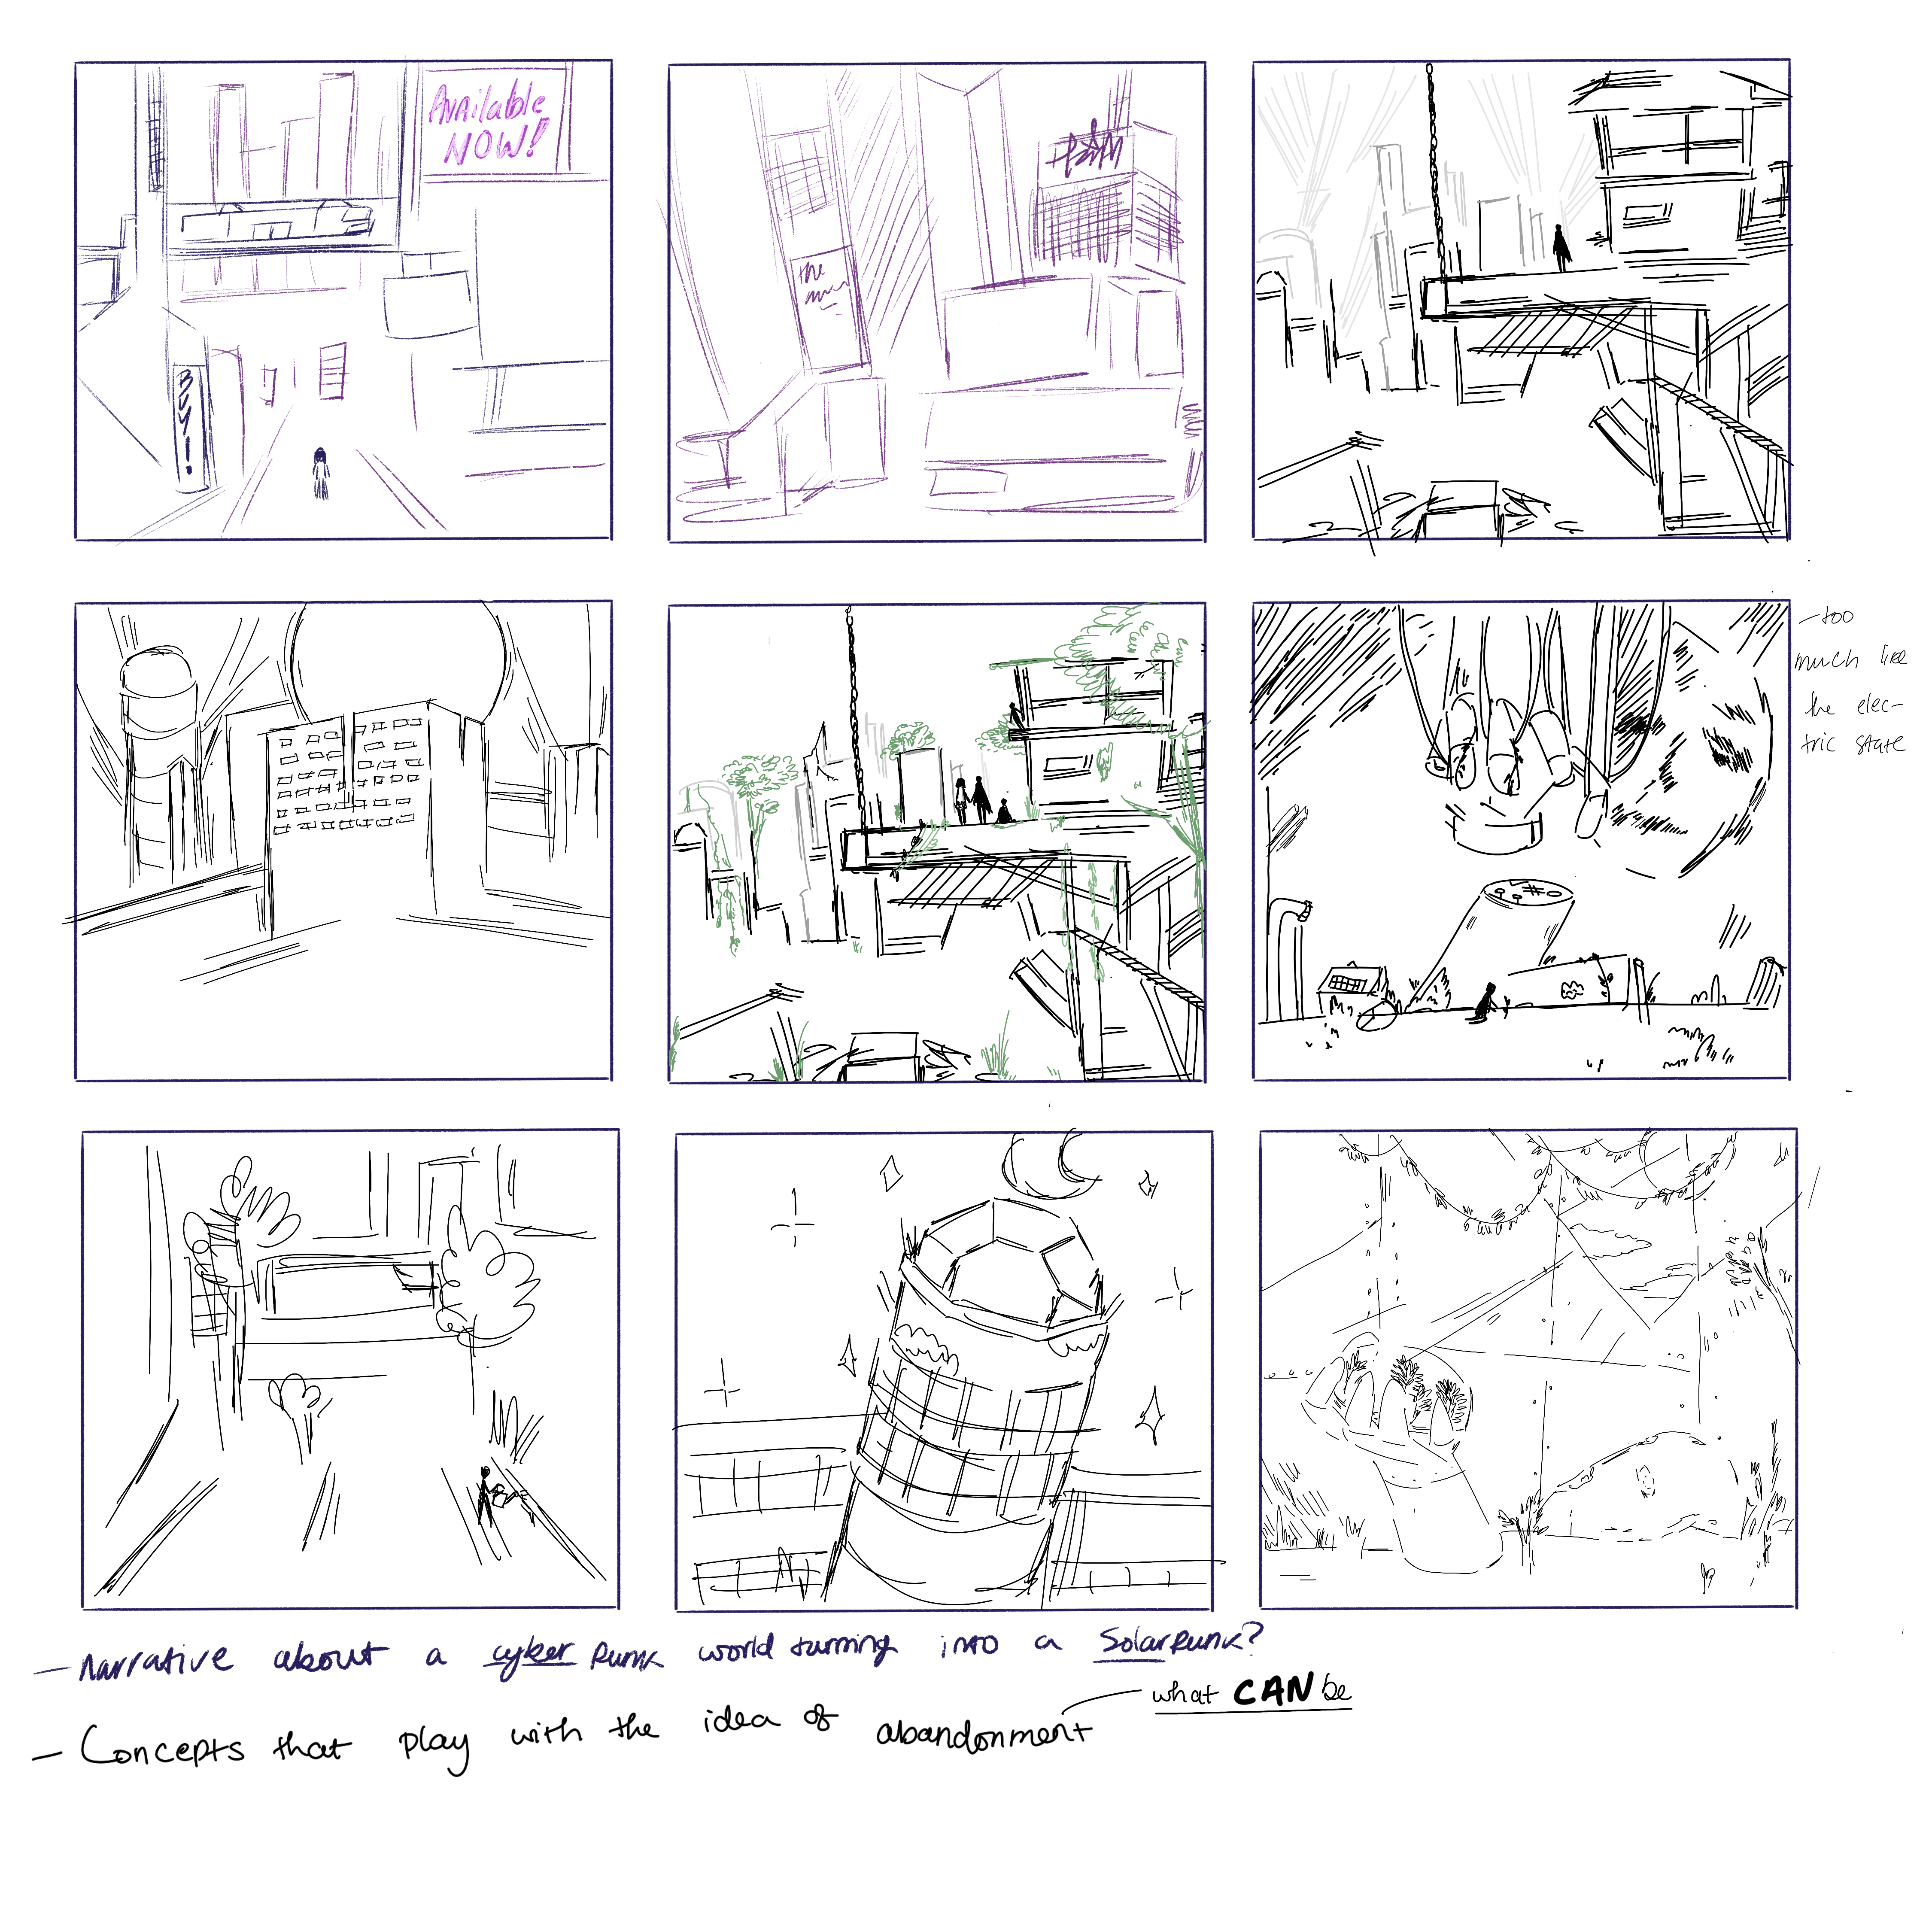 Available
NOW!
BUY!
the
- too
much like
the elec-
tric state
- narrative about a cyber punk world turning into a Solarpunk?
what CAN be
- Concepts that play with the idea of abandonment